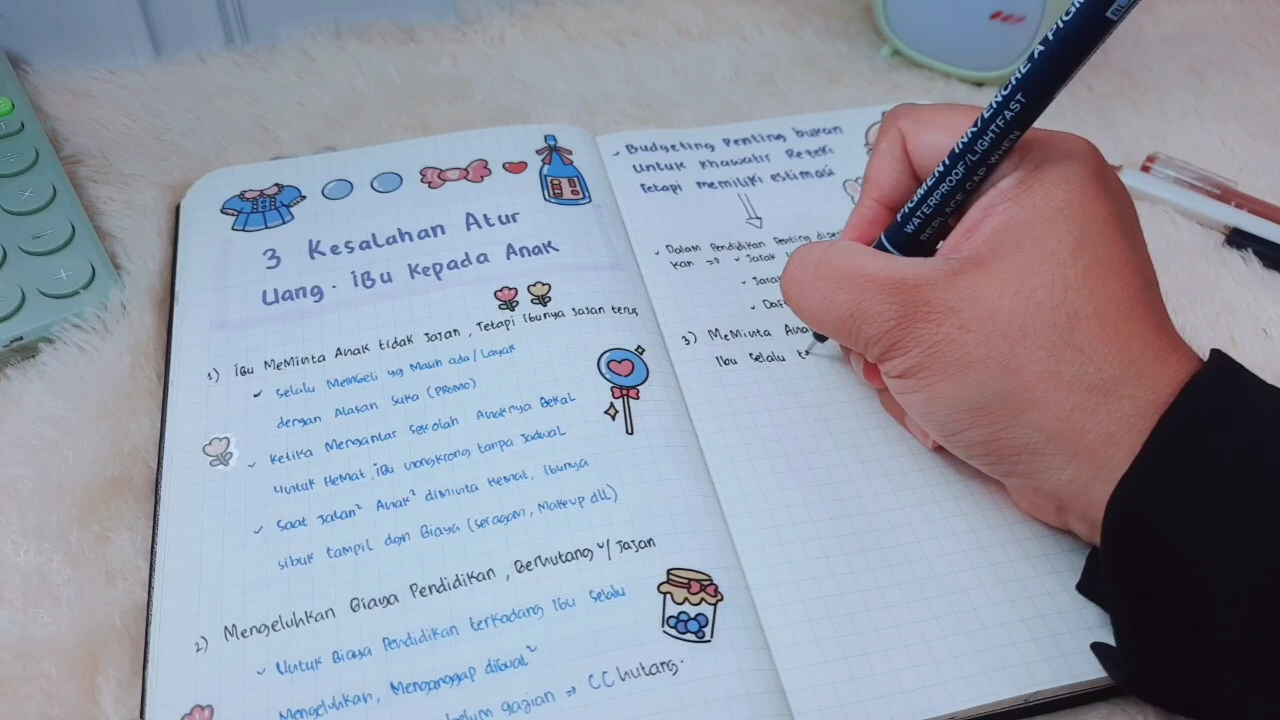 3 Kesalahan Atur
Uang. iBu Kepada Anak
1) iBu MeMinta Anak tidak Jajan, Tetapi Ibunya Jajan terus
✓ Selalu Membeli yg Masih ada/Layak
dengan Alasan Suka (PROMO)
✓ Ketika Mengantar Sekolah Anaknya Bekal
Untuk Hemat, iBu nongkrong tanpa Jadwal
✓ Saat Jalan² Anak² diMinta Hemat, ibunya
sibuk tampil dgn Biaya (seragam, Makeup dll)
2) Mengeluhkan Biaya Pendidikan, Berhutang u/ Jajan
✓ Untuk Biaya Pendidikan terkadang Ibu Selalu
Mengeluhkan, Menganggap dibual²
gajian => CC hutang.
✓ Budgeting Penting bukan
Untuk khawatir Rezeki
Tetapi memiliki estimasi
✓ Dalam Pendidikan Penting
kan => ✓ Jarak
✓
✓
3) MeMinta
Ibu Selalu
PIGMENT INK/ENCRE A
WATERPROOF/LIGHTFAST
REPLACE CAP WHEN